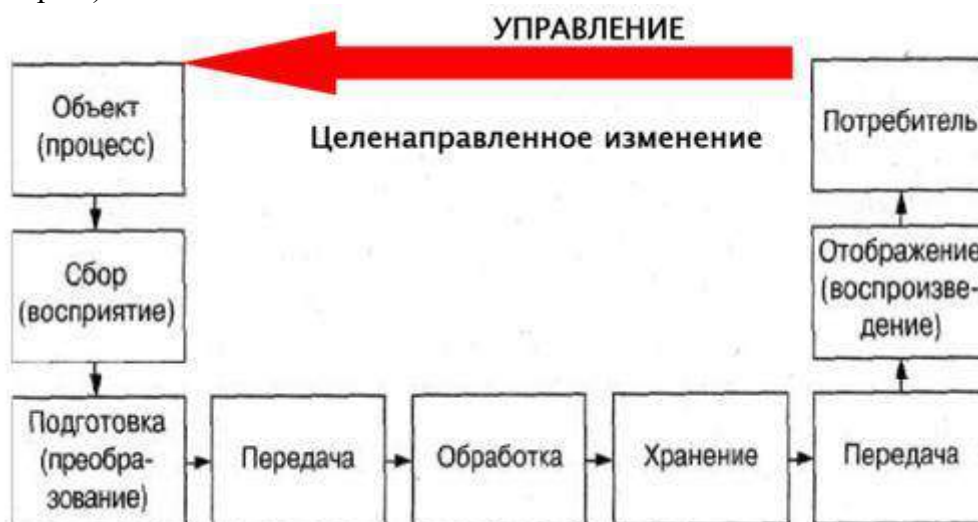 УПРАВЛЕНИЕ
Объект
(процесс)
Целенаправленное изменение
Потребитель
Сбор
(восприятие)
Отображение
(воспроизве-
дение)
Подготовка
(преобра-
зование)
Передача
Обработка
Хранение
Передача